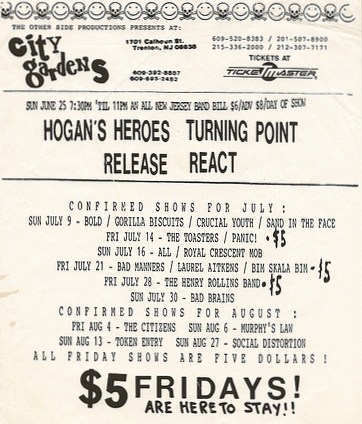 THE OTHER SIDE PRODUCTIONS PRESENTS AT:
city gardens
1701 Calhoun St.
Trenton, NJ 08638
609-392-8887
609-695-2482
609-520-8383 / 201-507-8900
215-336-2000 / 212-307-7171
TICKETS AT
TICKETMASTER
SUN JUNE 25 7:30PM 'TIL 11PM AN ALL NEW JERSEY BAND BILL $6/ADV $8/DAY OF SHOW
HOGAN'S HEROES TURNING POINT
RELEASE REACT
CONFIRMED SHOWS FOR JULY:
SUN JULY 9 - BOLD / GORILLA BISCUITS / CRUCIAL YOUTH / SAND IN THE FACE
FRI JULY 14 - THE TOASTERS / PANIC! • $5
SUN JULY 16 - ALL / ROYAL CRESCENT MOB
FRI JULY 21 - BAD MANNERS / LAUREL AITKENS / BIM SKALA BIM • $5
FRI JULY 28 - THE HENRY ROLLINS BAND • $5
SUN JULY 30 - BAD BRAINS
CONFIRMED SHOWS FOR AUGUST:
FRI AUG 4 - THE CITIZENS SUN AUG 6 - MURPHY'S LAW
SUN AUG 13 - TOKEN ENTRY SUN AUG 27 - SOCIAL DISTORTION
ALL FRIDAY SHOWS ARE FIVE DOLLARS!
$5 FRIDAYS!
ARE HERE TO STAY!!